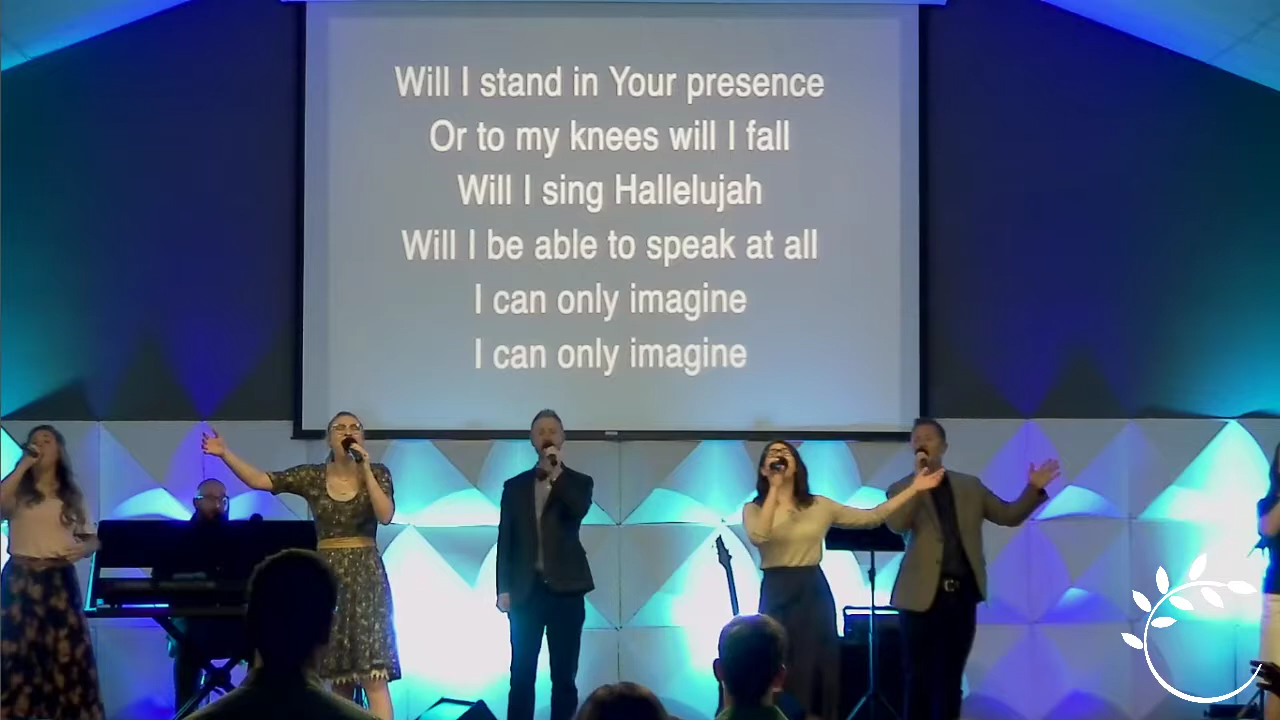 Will I stand in Your presence
Or to my knees will I fall
Will I sing Hallelujah
Will I be able to speak at all
I can only imagine
I can only imagine